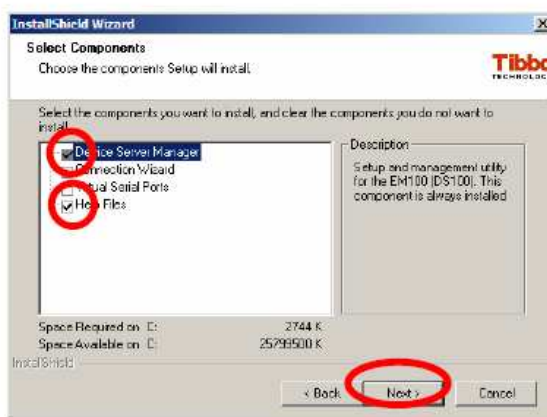 InstallShield Wizard
Select Components
Choose the components Setup will install.
Tibbo
TECHNOLOGY
Select the components you want to install, and clear the components you do not want to
install.
Device Server Manager
Connection Wizard
Virtual Serial Ports
Help Files
Description
Setup and management utility
for the EM100 (DS100). This
component is always installed
Space Required on C: 2744 K
Space Available on C: 25799500 K
InstallShield
< Back
Next >
Cancel